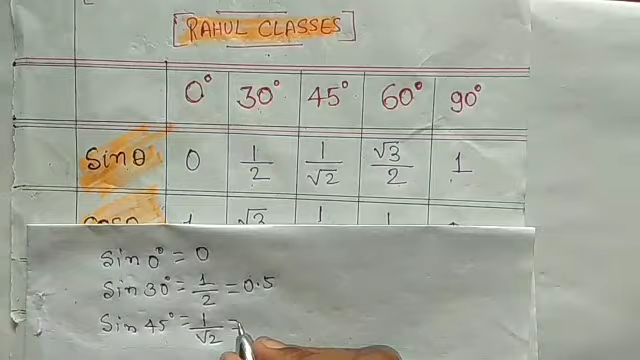 [RAHUL CLASSES]
0° 30° 45° 60° 90°
Sin θ 0 1/2 1/√2 √3/2 1
Sin 0° = 0
Sin 30° = 1/2 = 0.5
Sin 45° = 1/√2 =